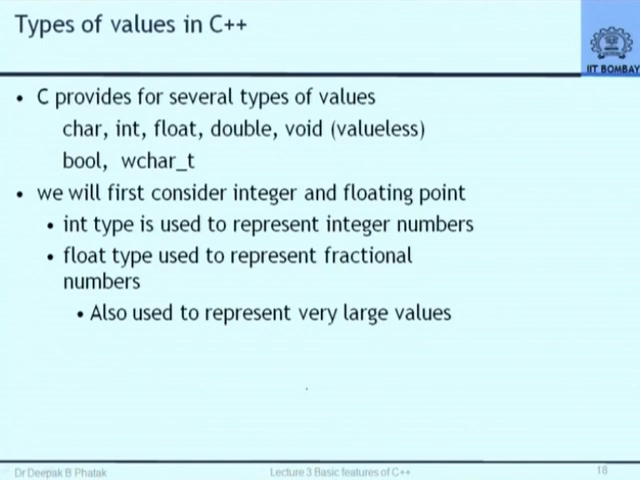 Types of values in C++
IIT BOMBAY
• C provides for several types of values
char, int, float, double, void (valueless)
bool, wchar_t
• we will first consider integer and floating point
• int type is used to represent integer numbers
• float type used to represent fractional
numbers
• Also used to represent very large values
Dr Deepak B Phatak
Lecture 3 Basic features of C++
18